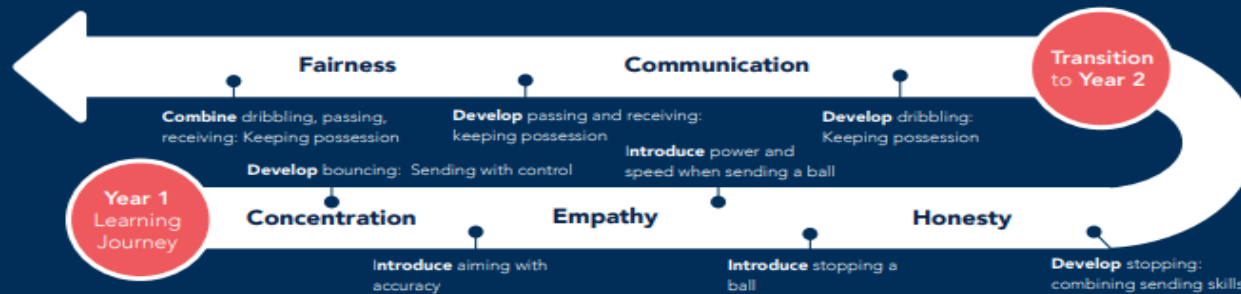 Fairness
Communication
Transition
to Year 2
Combine dribbling, passing,
receiving: Keeping possession
Develop passing and receiving:
keeping possession
Develop dribbling:
Keeping possession
Introduce power and
speed when sending a ball
Develop bouncing: Sending with control
Year 1
Learning
Journey
Concentration
Empathy
Honesty
Introduce aiming with
accuracy
Introduce stopping a
ball
Develop stopping:
combining sending skills